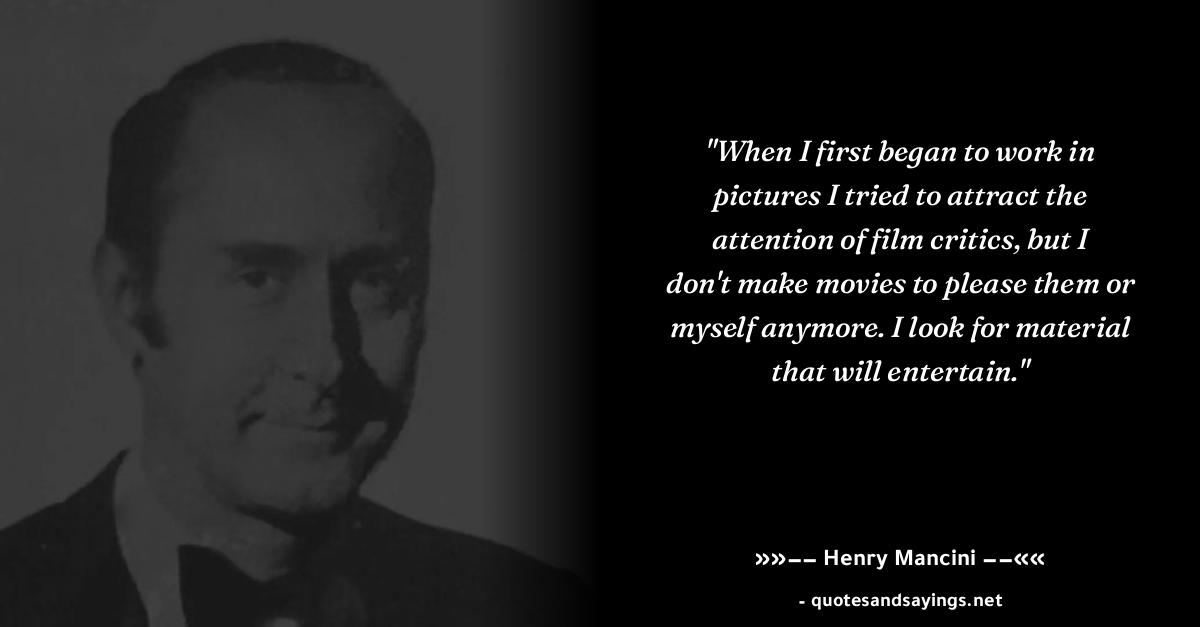 "When I first began to work in
pictures I tried to attract the
attention of film critics, but I
don't make movies to please them or
myself anymore. I look for material
that will entertain."
»»−− Henry Mancini −−««
- quotesandsayings.net